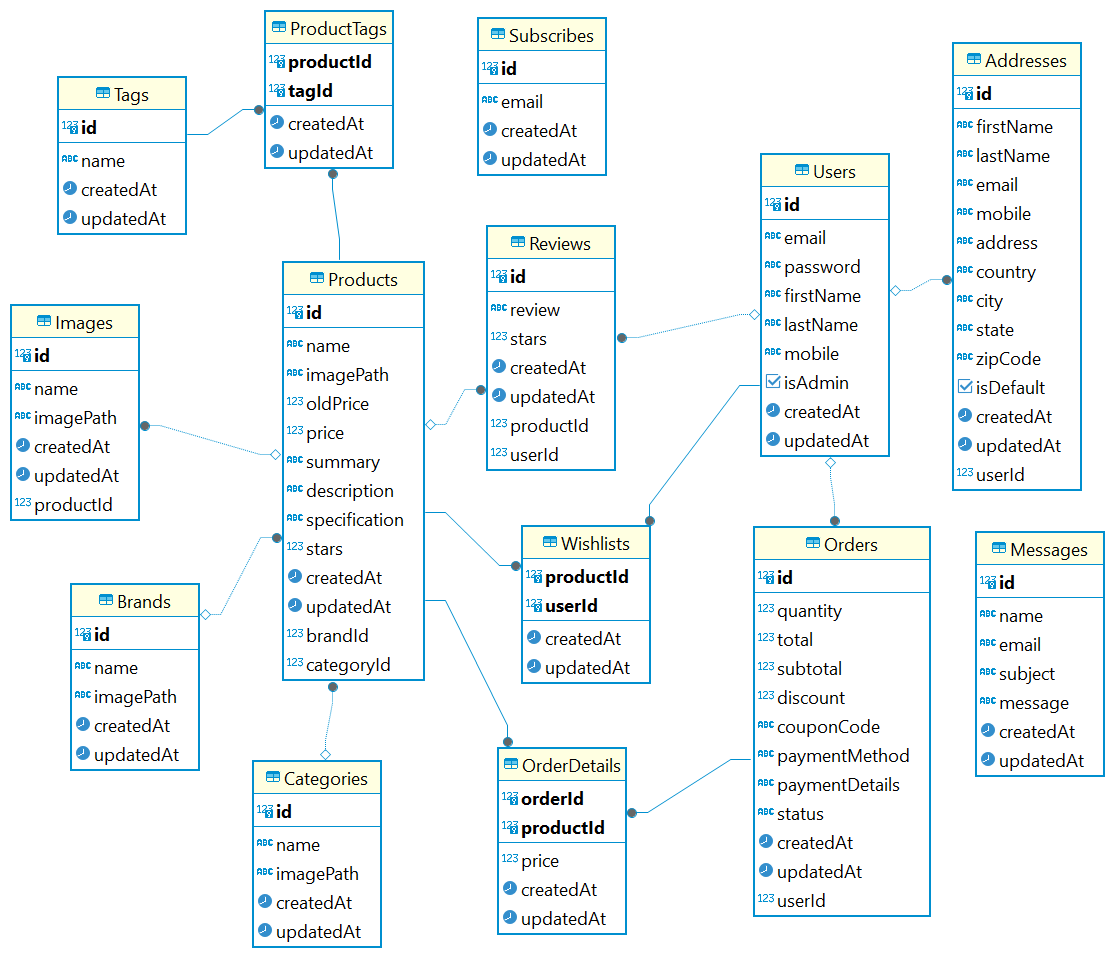 ProductTags
productId
tagId
createdAt
updatedAt
Subscribes
id
email
createdAt
updatedAt
Addresses
id
firstName
lastName
email
mobile
address
country
city
state
zipCode
isDefault
createdAt
updatedAt
userId
Tags
id
name
createdAt
updatedAt
Users
id
email
password
firstName
lastName
mobile
isAdmin
createdAt
updatedAt
Reviews
id
review
stars
createdAt
updatedAt
productId
userId
Products
id
name
imagePath
oldPrice
price
summary
description
specification
stars
createdAt
updatedAt
brandId
categoryId
Images
id
name
imagePath
createdAt
updatedAt
productId
Wishlists
productId
userId
createdAt
updatedAt
Orders
id
quantity
total
subtotal
discount
couponCode
paymentMethod
paymentDetails
status
createdAt
updatedAt
userId
Messages
id
name
email
subject
message
createdAt
updatedAt
Brands
id
name
imagePath
createdAt
updatedAt
Categories
id
name
imagePath
createdAt
updatedAt
OrderDetails
orderId
productId
price
createdAt
updatedAt